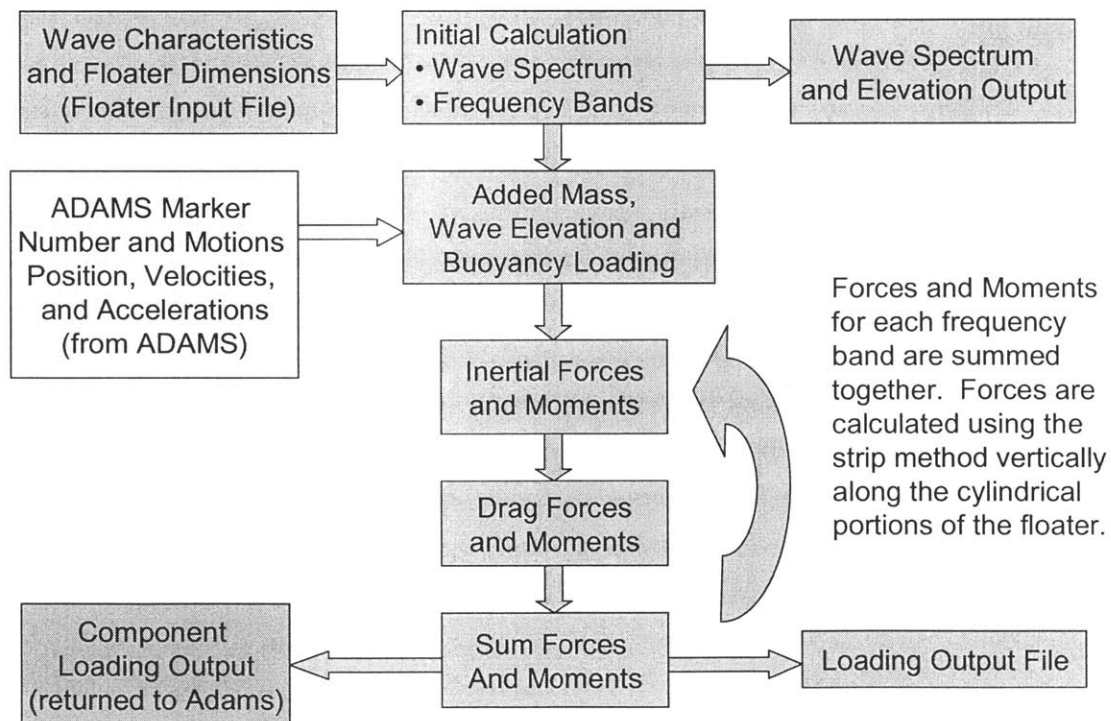 Wave Characteristics
and Floater Dimensions
(Floater Input File)
Initial Calculation
• Wave Spectrum
• Frequency Bands
Wave Spectrum
and Elevation Output
ADAMS Marker
Number and Motions
Position, Velocities,
and Accelerations
(from ADAMS)
Added Mass,
Wave Elevation and
Buoyancy Loading
Inertial Forces
and Moments
Forces and Moments
for each frequency
band are summed
together. Forces are
calculated using the
strip method vertically
along the cylindrical
portions of the floater.
Drag Forces
and Moments
Component
Loading Output
(returned to Adams)
Sum Forces
And Moments
Loading Output File